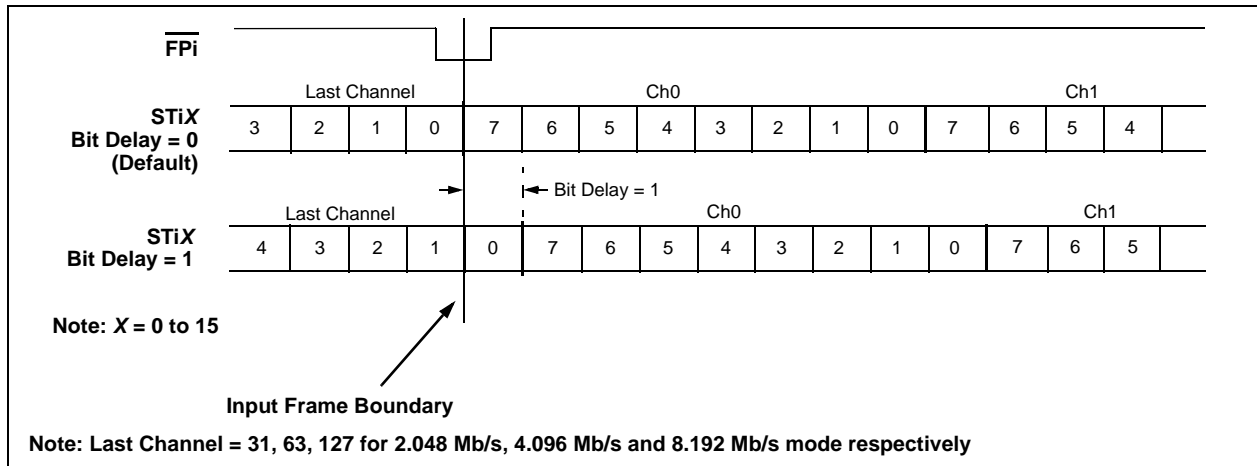 FPi
Last Channel Ch0 Ch1
STiX
Bit Delay = 0
(Default)
3 2 1 0 7 6 5 4 3 2 1 0 7 6 5 4
Bit Delay = 1
Last Channel Ch0 Ch1
STiX
Bit Delay = 1
4 3 2 1 0 7 6 5 4 3 2 1 0 7 6 5
Note: X = 0 to 15
Input Frame Boundary
Note: Last Channel = 31, 63, 127 for 2.048 Mb/s, 4.096 Mb/s and 8.192 Mb/s mode respectively